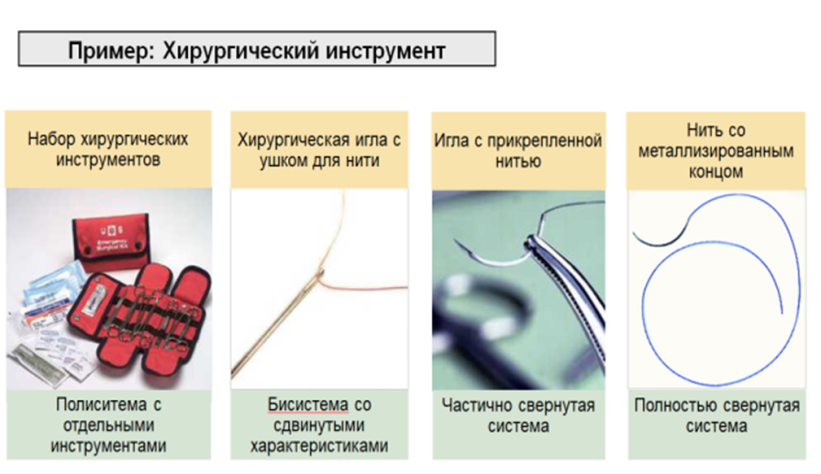 Пример: Хирургический инструмент
Набор хирургических
инструментов
Хирургическая игла с
ушком для нити
Игла с прикрепленной
нитью
Нить со
металлизированным
концом
Полиситема с
отдельными
инструментами
Бисистема со
сдвинутыми
характеристиками
Частично свернутая
система
Полностью свернутая
система